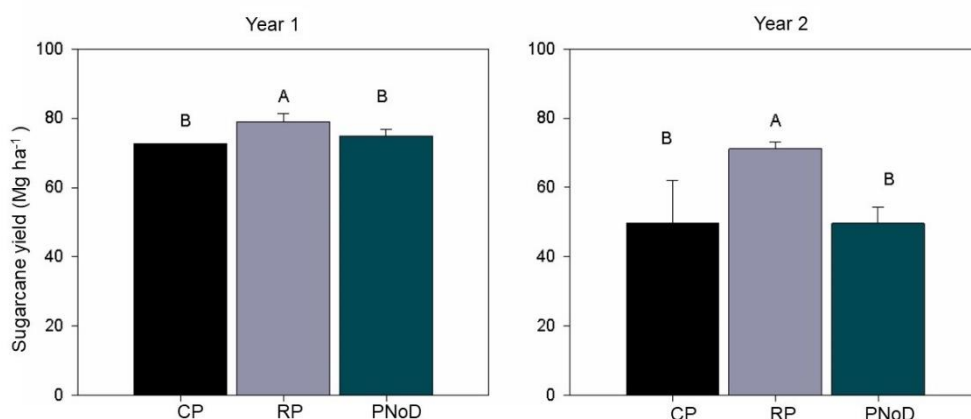 Year 1
Sugarcane yield (Mg ha⁻¹)
100
80
60
40
20
0
B
A
B
CP
RP
PNoD
Year 2
100
80
60
40
20
0
B
A
B
CP
RP
PNoD